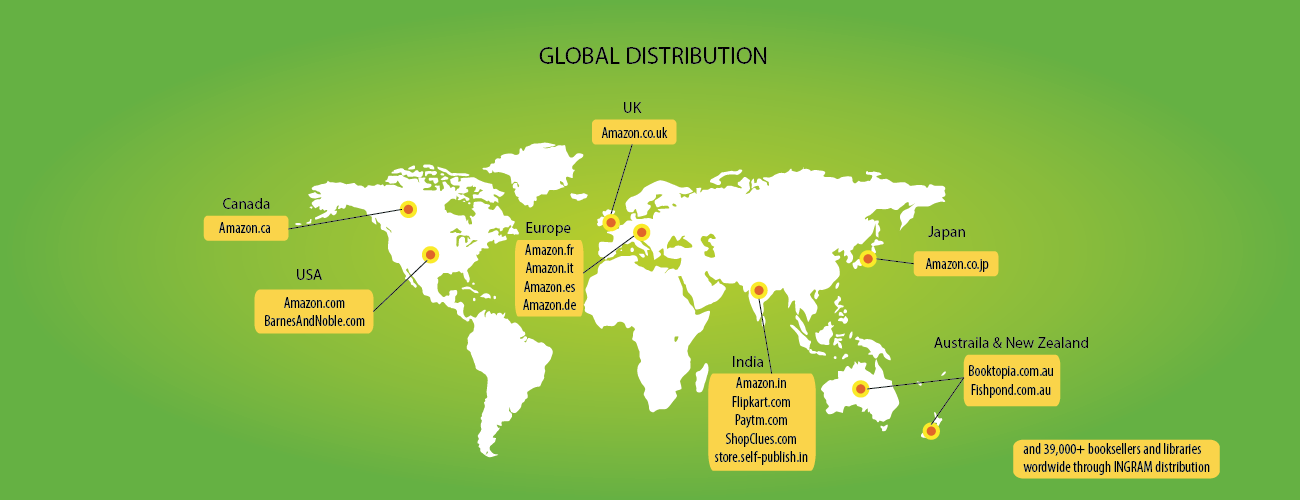 GLOBAL DISTRIBUTION
UK
Amazon.co.uk
Canada
Amazon.ca
USA
Amazon.com
BarnesAndNoble.com
Europe
Amazon.fr
Amazon.it
Amazon.es
Amazon.de
Japan
Amazon.co.jp
India
Amazon.in
Flipkart.com
Paytm.com
ShopClues.com
store.self-publish.in
Austraila & New Zealand
Booktopia.com.au
Fishpond.com.au
and 39,000+ booksellers and libraries
wordwide through INGRAM distribution